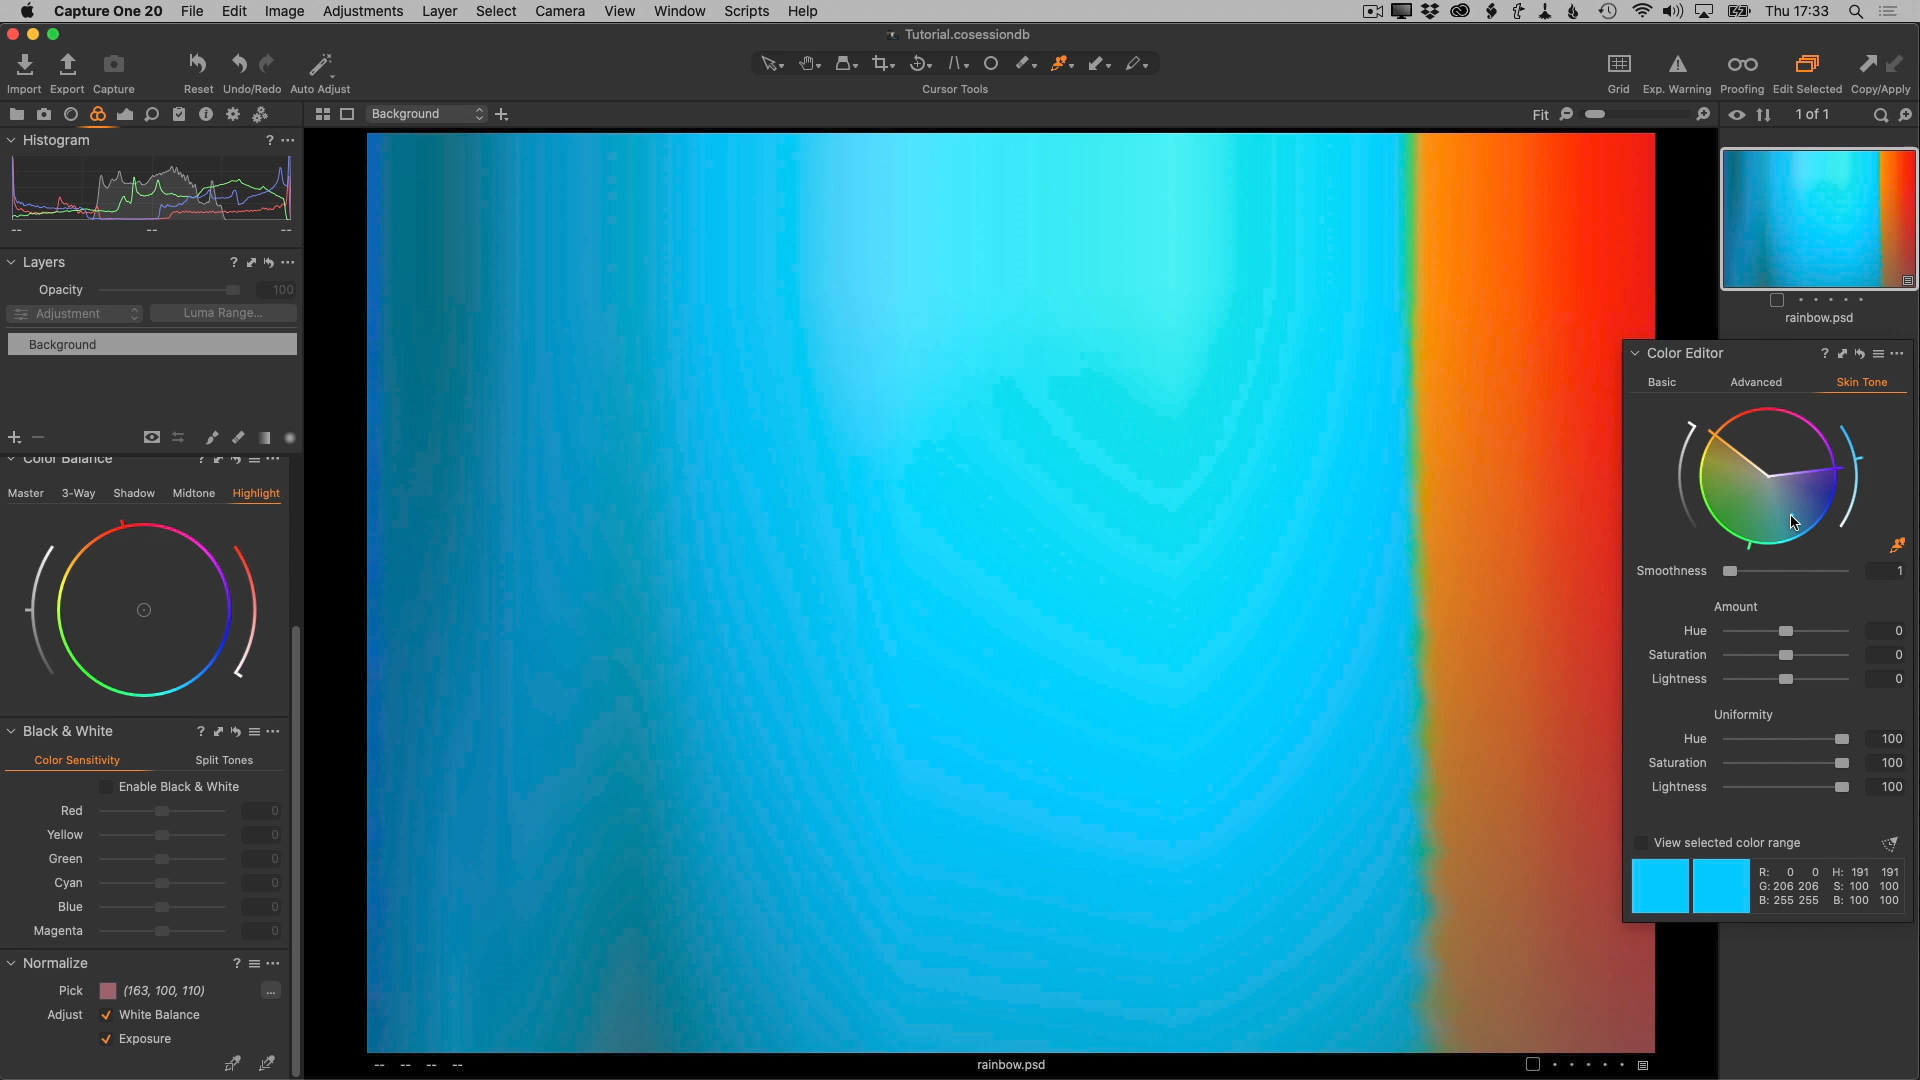 Capture One 20 File Edit Image Adjustments Layer Select Camera View Window Scripts Help Thu 17:33
Tutorial.cosessiondb
Import Export Capture Reset Undo/Redo Auto Adjust Cursor Tools Grid Exp. Warning Proofing Edit Selected Copy/Apply
Background Fit 1 of 1
Histogram ? ...
-- -- --
Layers ?
Opacity 100
Adjustment Luma Range...
Background
Color Balance ?
Master 3-Way Shadow Midtone Highlight
Black & White ?
Color Sensitivity Split Tones
Enable Black & White
Red 0
Yellow 0
Green 0
Cyan 0
Blue 0
Magenta 0
Normalize ?
Pick (163, 100, 110) ...
Adjust White Balance
Exposure
-- -- -- --
rainbow.psd
rainbow.psd
Color Editor ?
Basic Advanced Skin Tone
Smoothness 1
Amount
Hue 0
Saturation 0
Lightness 0
Uniformity
Hue 100
Saturation 100
Lightness 100
View selected color range
R: 0 0 H: 191 191
G: 206 206 S: 100 100
B: 255 255 B: 100 100